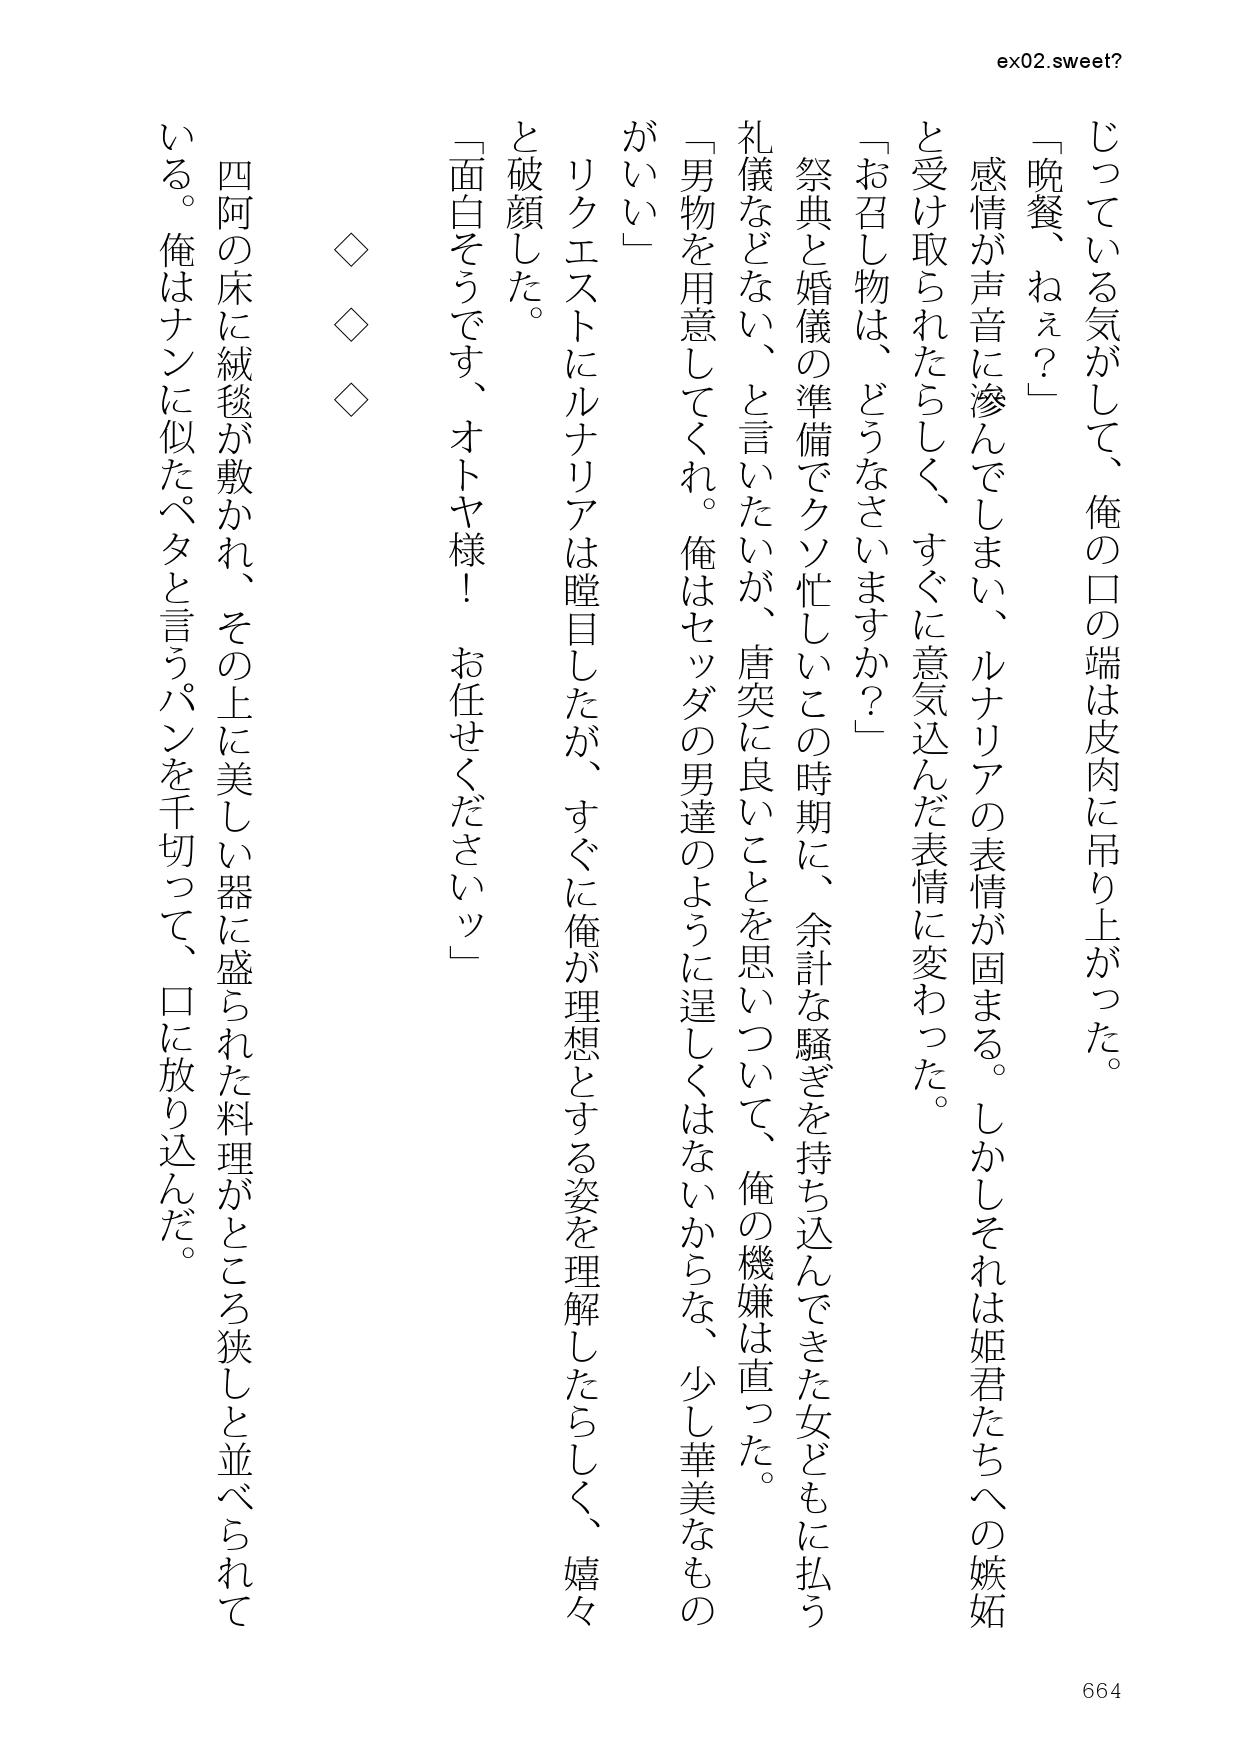 ex02.sweet?
じっている気がして、俺の口の端は皮肉に吊り上がった。
「晩餐、ねぇ？」
　感情が声音に滲んでしまい、ルナリアの表情が固まる。しかしそれは姫君たちへの嫉妬
と受け取られたらしく、すぐに意気込んだ表情に変わった。
「お召し物は、どうなさいますか？」
　祭典と婚儀の準備でクソ忙しいこの時期に、余計な騒ぎを持ち込んできた女どもに払う
礼儀などない、と言いたいが、唐突に良いことを思いついて、俺の機嫌は直った。
「男物を用意してくれ。俺はセッダの男達のように逞しくはないからな、少し華美なもの
がいい」
　リクエストにルナリアは瞠目したが、すぐに俺が理想とする姿を理解したらしく、嬉々
と破顔した。
「面白そうです、オトヤ様！　お任せくださいッ」
◇　◇　◇
　四阿の床に絨毯が敷かれ、その上に美しい器に盛られた料理がところ狭しと並べられて
いる。俺はナンに似たペタと言うパンを千切って、口に放り込んだ。
664